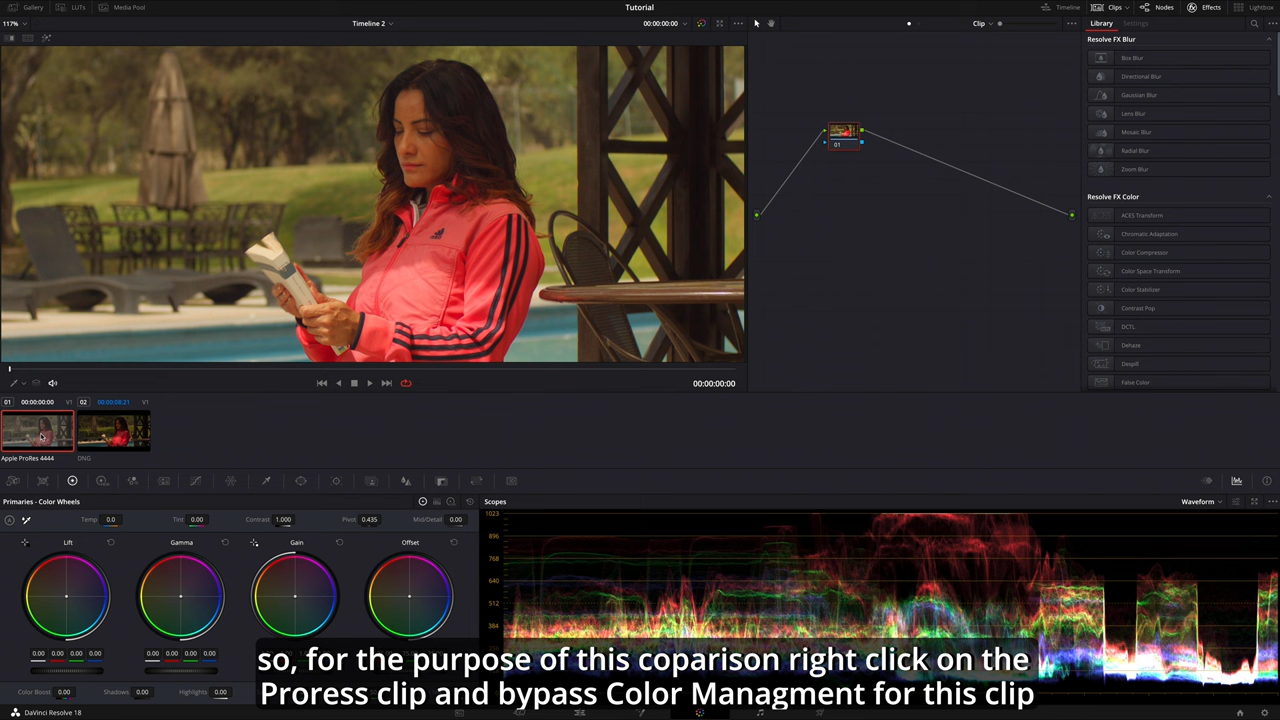 Gallery LUTs Media Pool Tutorial Timeline Clips Nodes Effects Lightbox
117% Timeline 2 00:00:00:00 Clip Library Settings
Resolve FX Blur
Box Blur
Directional Blur
Gaussian Blur
Lens Blur
Mosaic Blur
Radial Blur
Zoom Blur
01
Resolve FX Color
ACES Transform
Chromatic Adaptation
Color Compressor
Color Space Transform
Color Stabilizer
Contrast Pop
DCTL
Dehaze
Despill
False Color
00:00:00:00
01 00:00:00:00 V1 02 00:00:08:21 V1
Apple ProRes 4444 DNG
Primaries - Color Wheels Scopes Waveform
Temp 0.0 Tint 0.00 Contrast 1.000 Pivot 0.435 Mid/Detail 0.00
Lift Gamma Gain Offset
1023
896
768
640
512
384
0.00 0.00 0.00 0.00 0.00 0.00 0.00 0.00
Color Boost 0.00 Shadows 0.00 Highlights 0.00
so, for the purpose of this coparison right click on the
Proress clip and bypass Color Managment for this clip
DaVinci Resolve 18